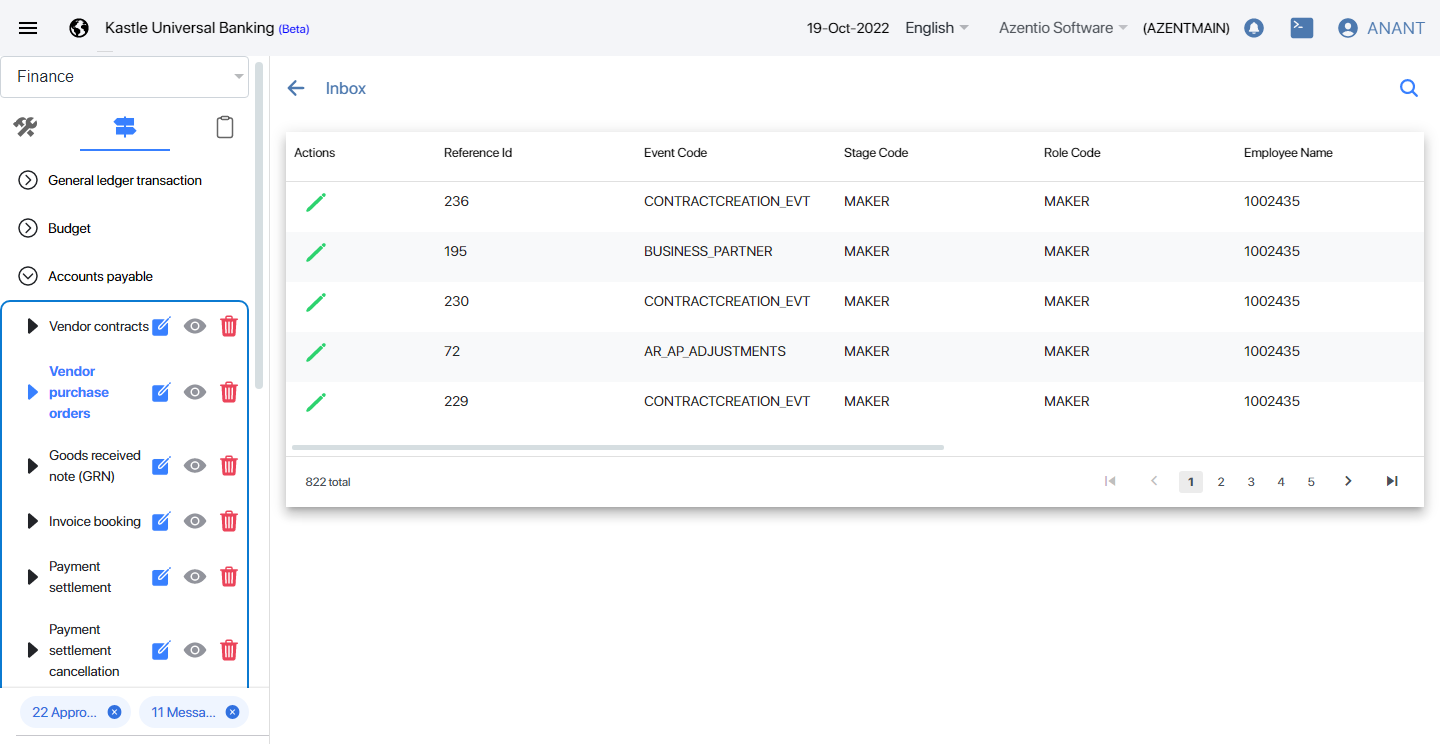 Kastle Universal Banking (Beta)
19-Oct-2022 English Azentio Software (AZENTMAIN) ANANT
Finance
General ledger transaction
Budget
Accounts payable
Vendor contracts
Vendor
purchase
orders
Goods received
note (GRN)
Invoice booking
Payment
settlement
Payment
settlement
cancellation
22 Appro...
11 Messa...
Inbox
Actions Reference Id Event Code Stage Code Role Code Employee Name
236 CONTRACTCREATION_EVT MAKER MAKER 1002435
195 BUSINESS_PARTNER MAKER MAKER 1002435
230 CONTRACTCREATION_EVT MAKER MAKER 1002435
72 AR_AP_ADJUSTMENTS MAKER MAKER 1002435
229 CONTRACTCREATION_EVT MAKER MAKER 1002435
822 total 1 2 3 4 5